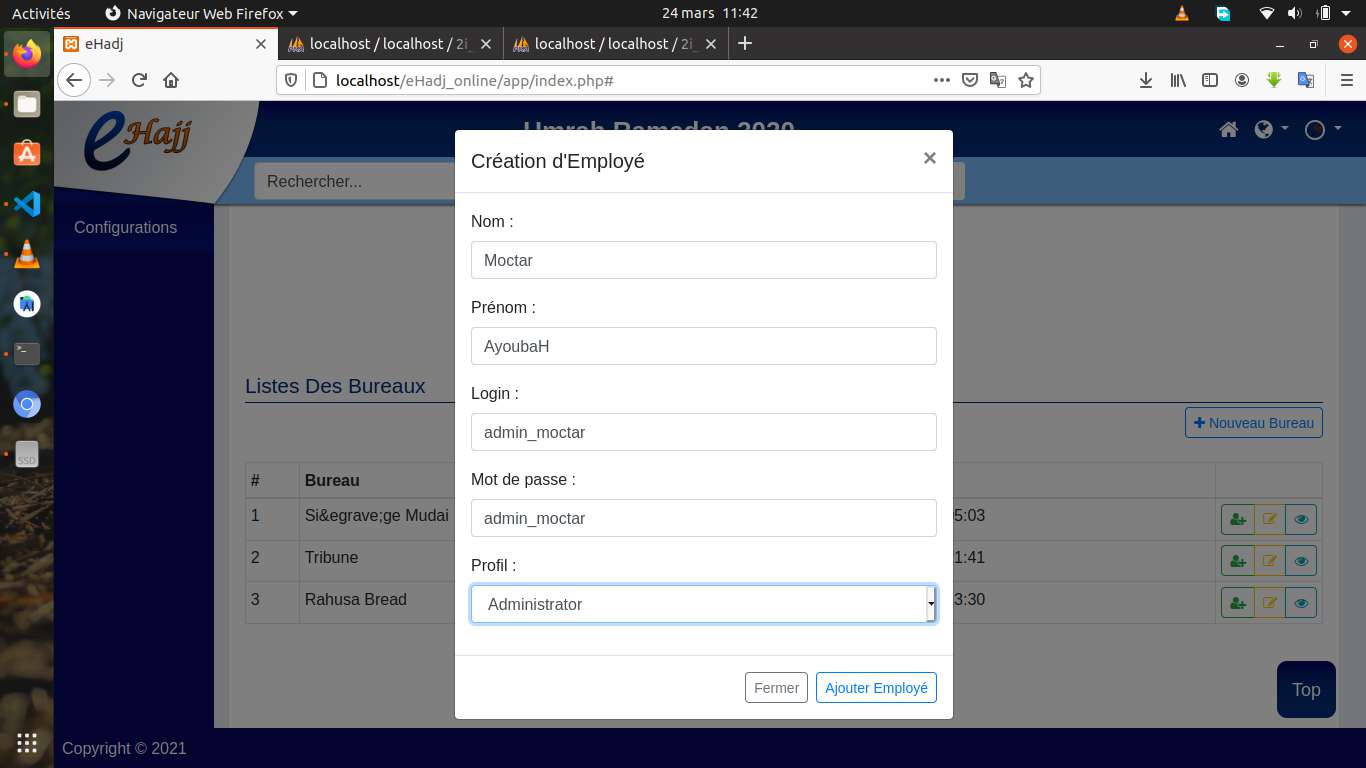 Activités
Navigateur Web Firefox
24 mars 11:42
eHadj
localhost / localhost / 2i_
localhost / localhost / 2i_
localhost/eHadj_online/app/index.php#
eHajj
Umrah Ramadan 2020
Rechercher...
Configurations
Création d'Employé
×
Nom :
Moctar
Prénom :
AyoubaH
Login :
admin_moctar
Mot de passe :
admin_moctar
Profil :
Administrator
Fermer
Ajouter Employé
Listes Des Bureaux
Nouveau Bureau
# Bureau
1 Si&egrave;ge Mudai 5:03
2 Tribune 1:41
3 Rahusa Bread 3:30
Top
Copyright © 2021
SSD